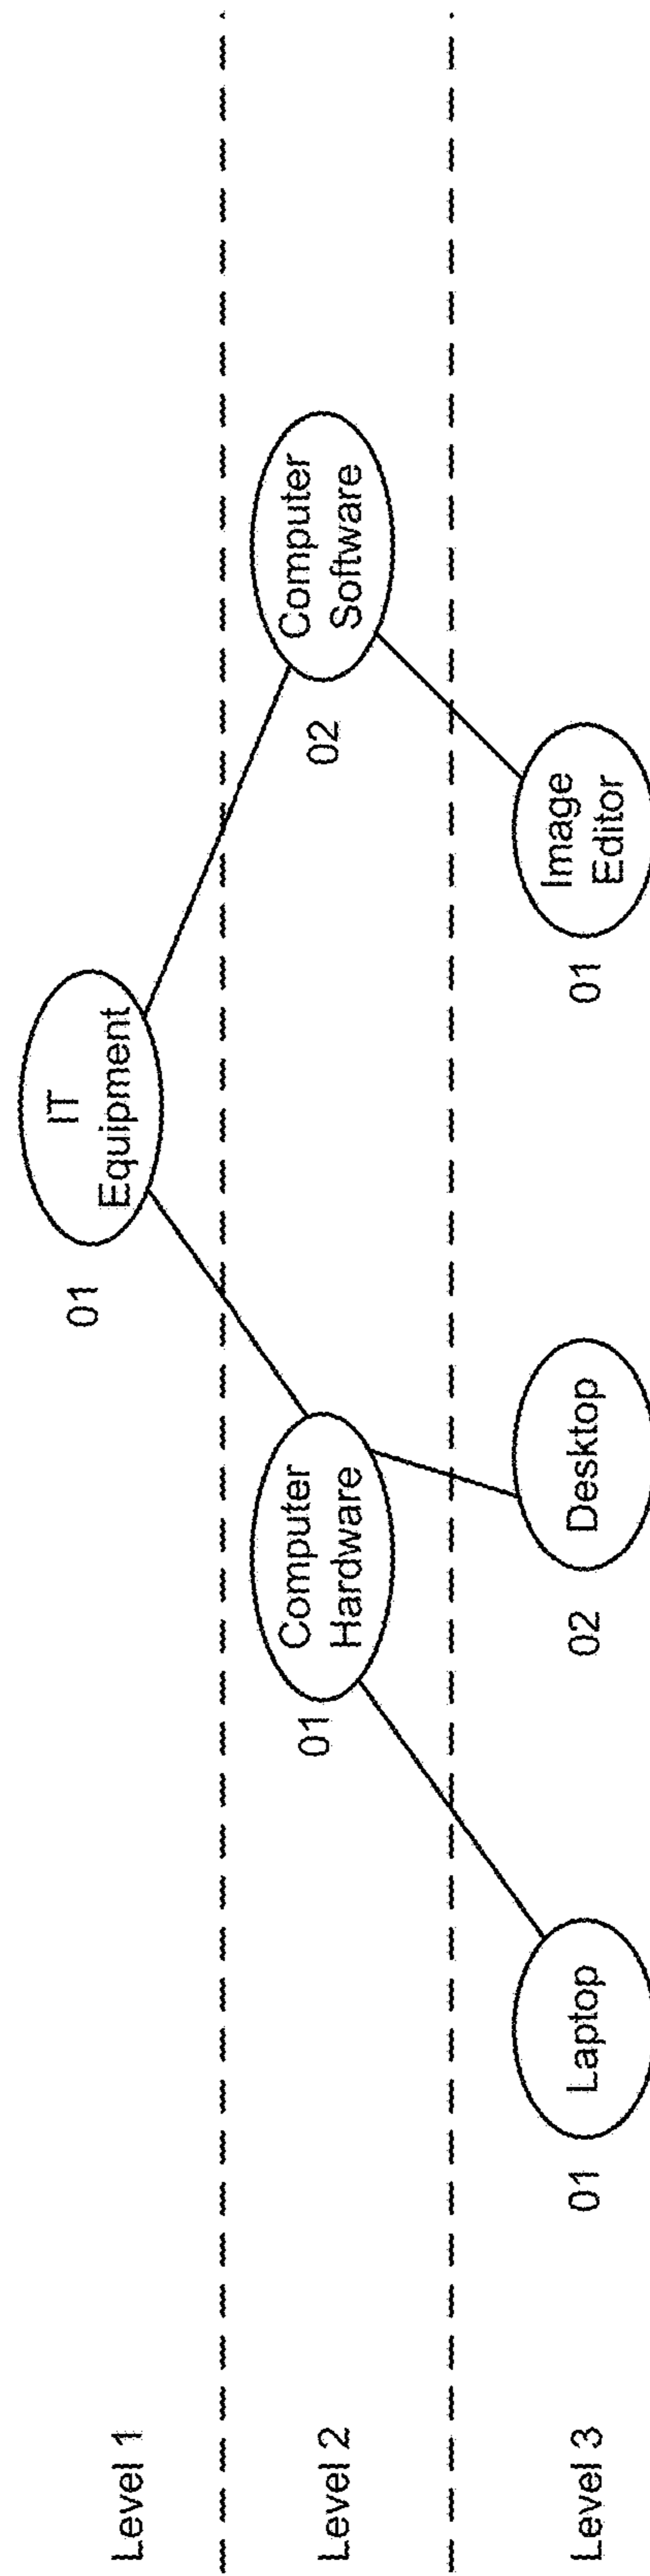 Level 1
01
IT
Equipment
Level 2
01
Computer
Hardware
02
Computer
Software
Level 3
01
Laptop
02
Desktop
01
Image
Editor